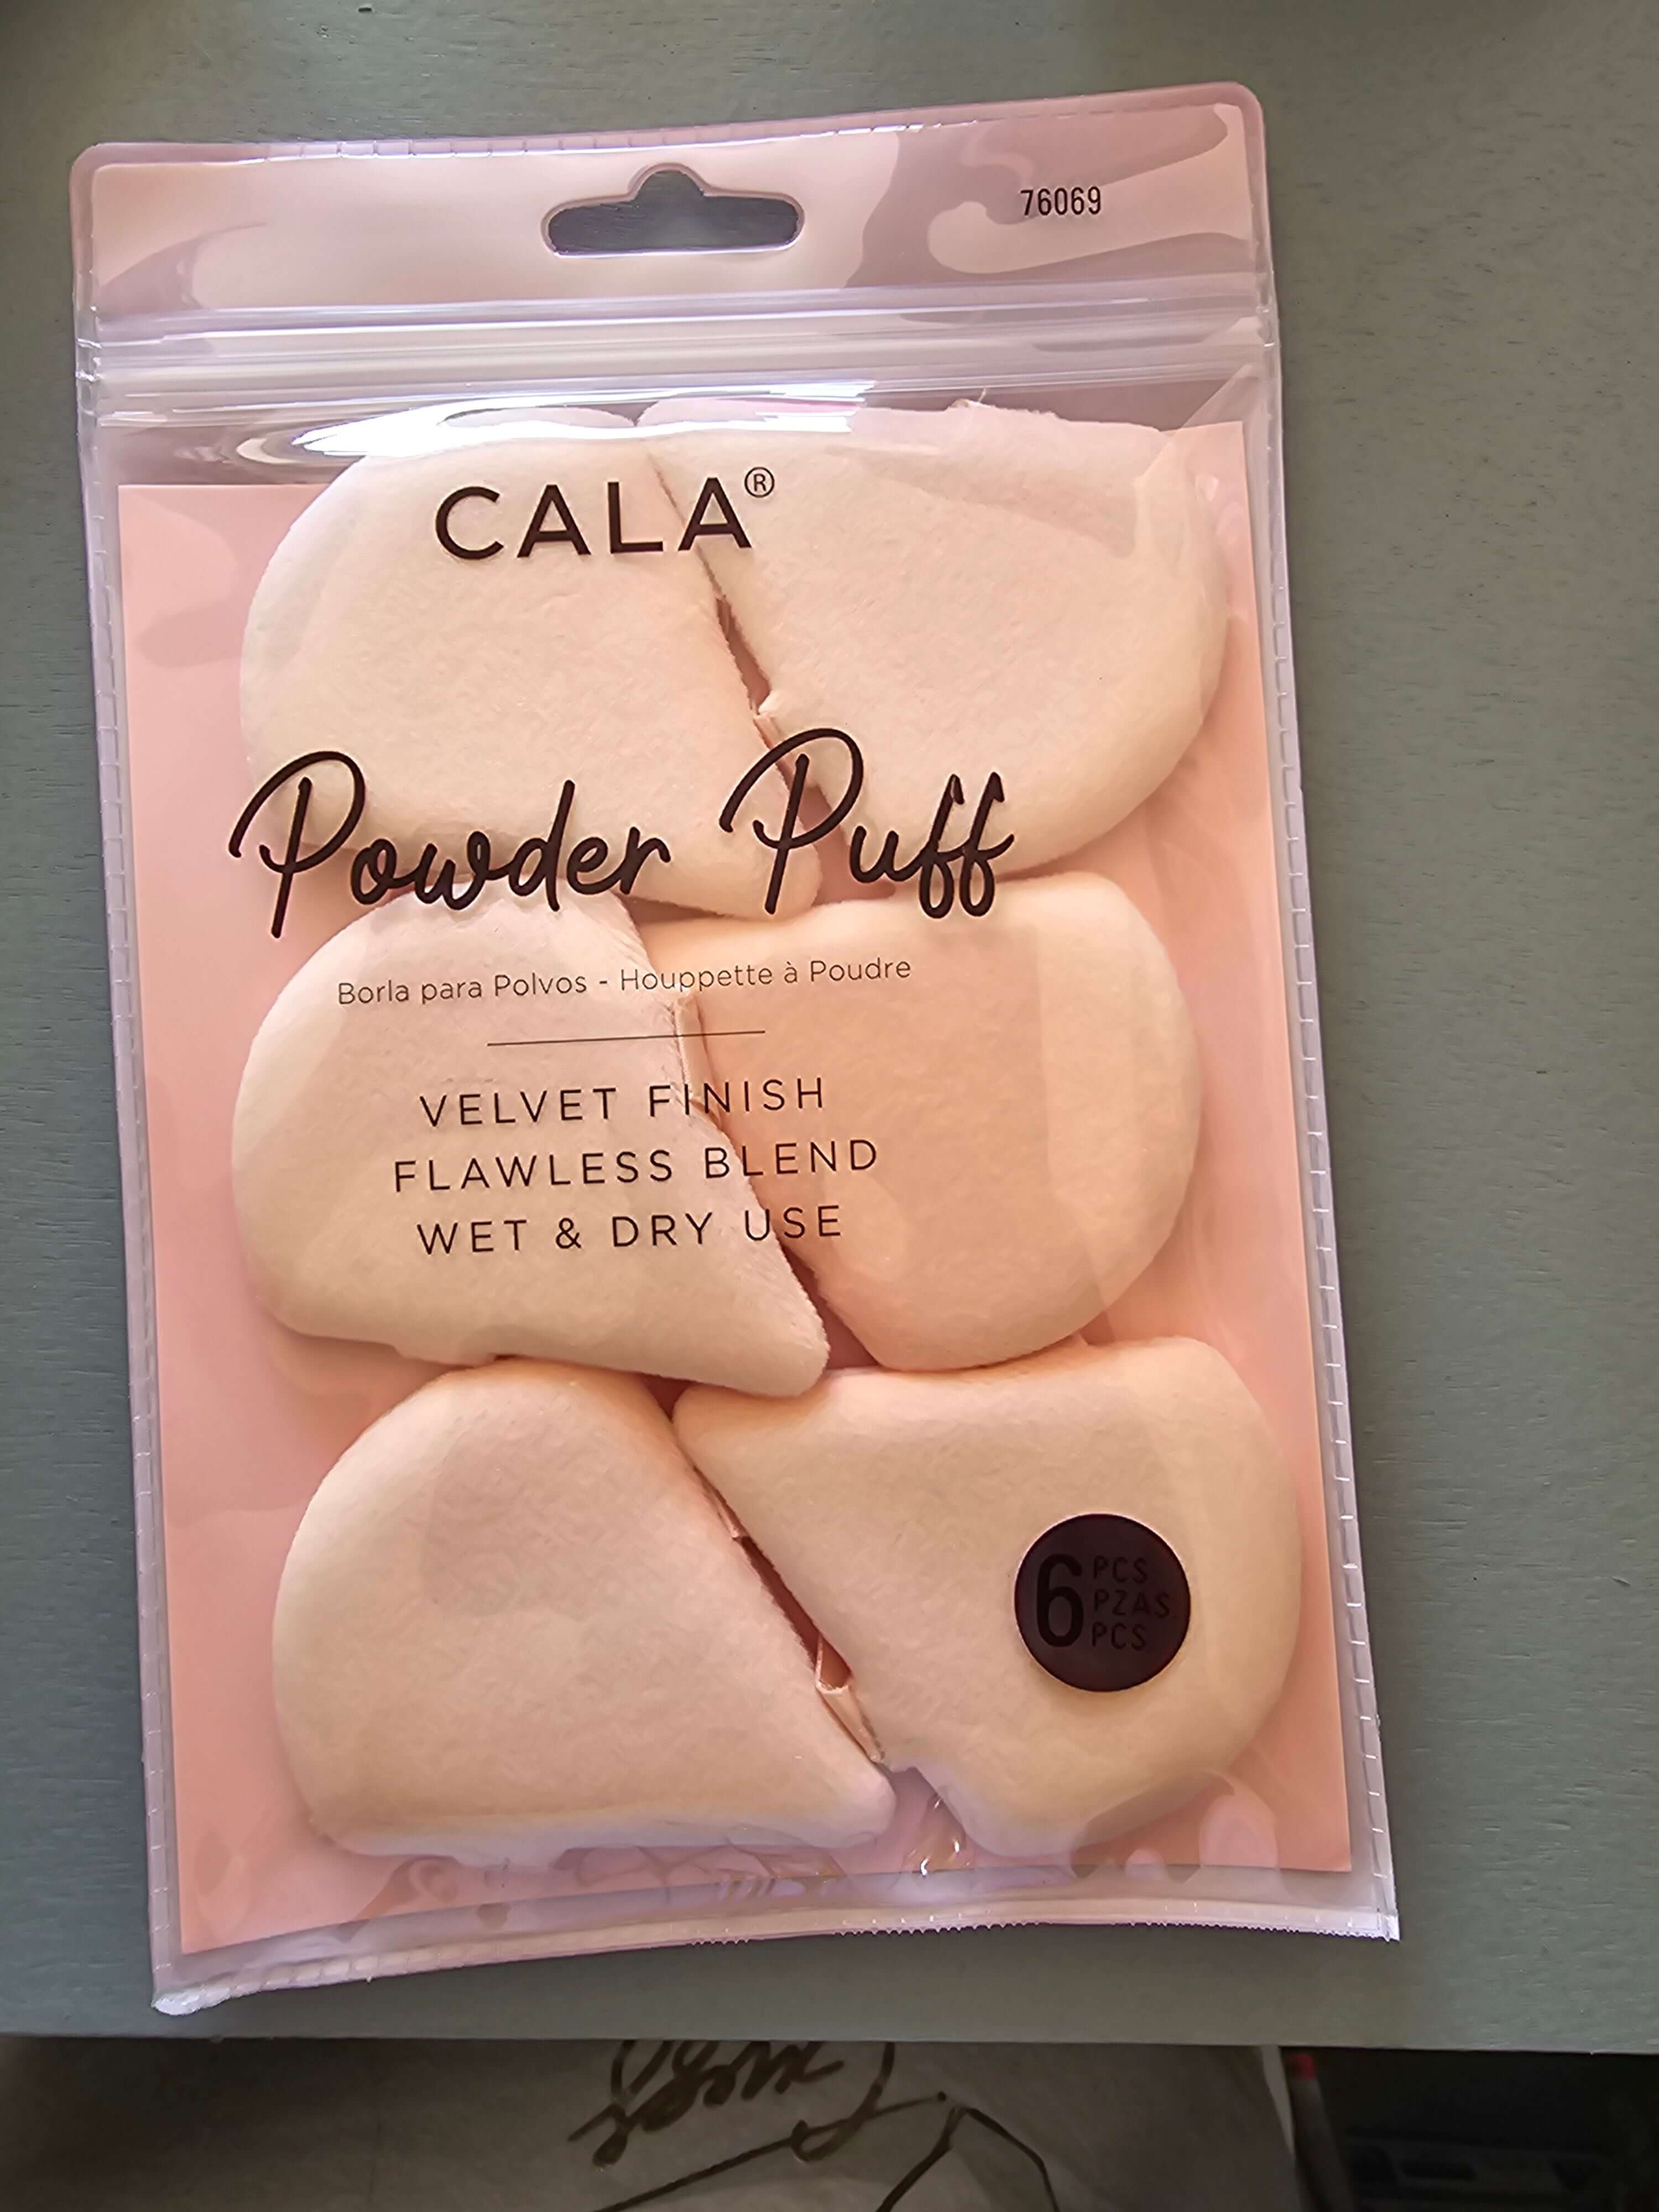 76069
CALA®
Powder Puff
Borla para Polvos - Houppette à Poudre
VELVET FINISH
FLAWLESS BLEND
WET & DRY USE
6 PCS
PZAS
PCS